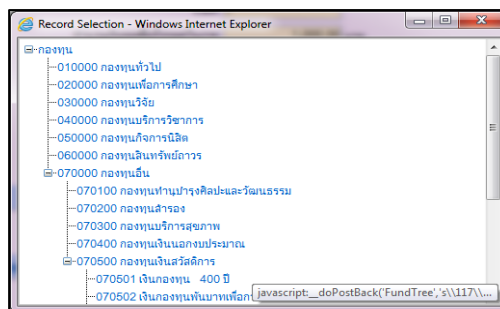 Record Selection - Windows Internet Explorer
กองทุน
010000 กองทุนทั่วไป
020000 กองทุนเพื่อการศึกษา
030000 กองทุนวิจัย
040000 กองทุนบริการวิชาการ
050000 กองทุนกิจการนิสิต
060000 กองทุนสินทรัพย์ถาวร
070000 กองทุนอื่น
070100 กองทุนทำนุบำรุงศิลปะและวัฒนธรรม
070200 กองทุนสำรอง
070300 กองทุนบริการสุขภาพ
070400 กองทุนเงินนอกงบประมาณ
070500 กองทุนเงินสวัสดิการ
070501 เงินกองทุน 400 ปี
070502 เงินกองทุนพันบาทเพื่อ
javascript:__doPostBack('FundTree','s\\117\\...